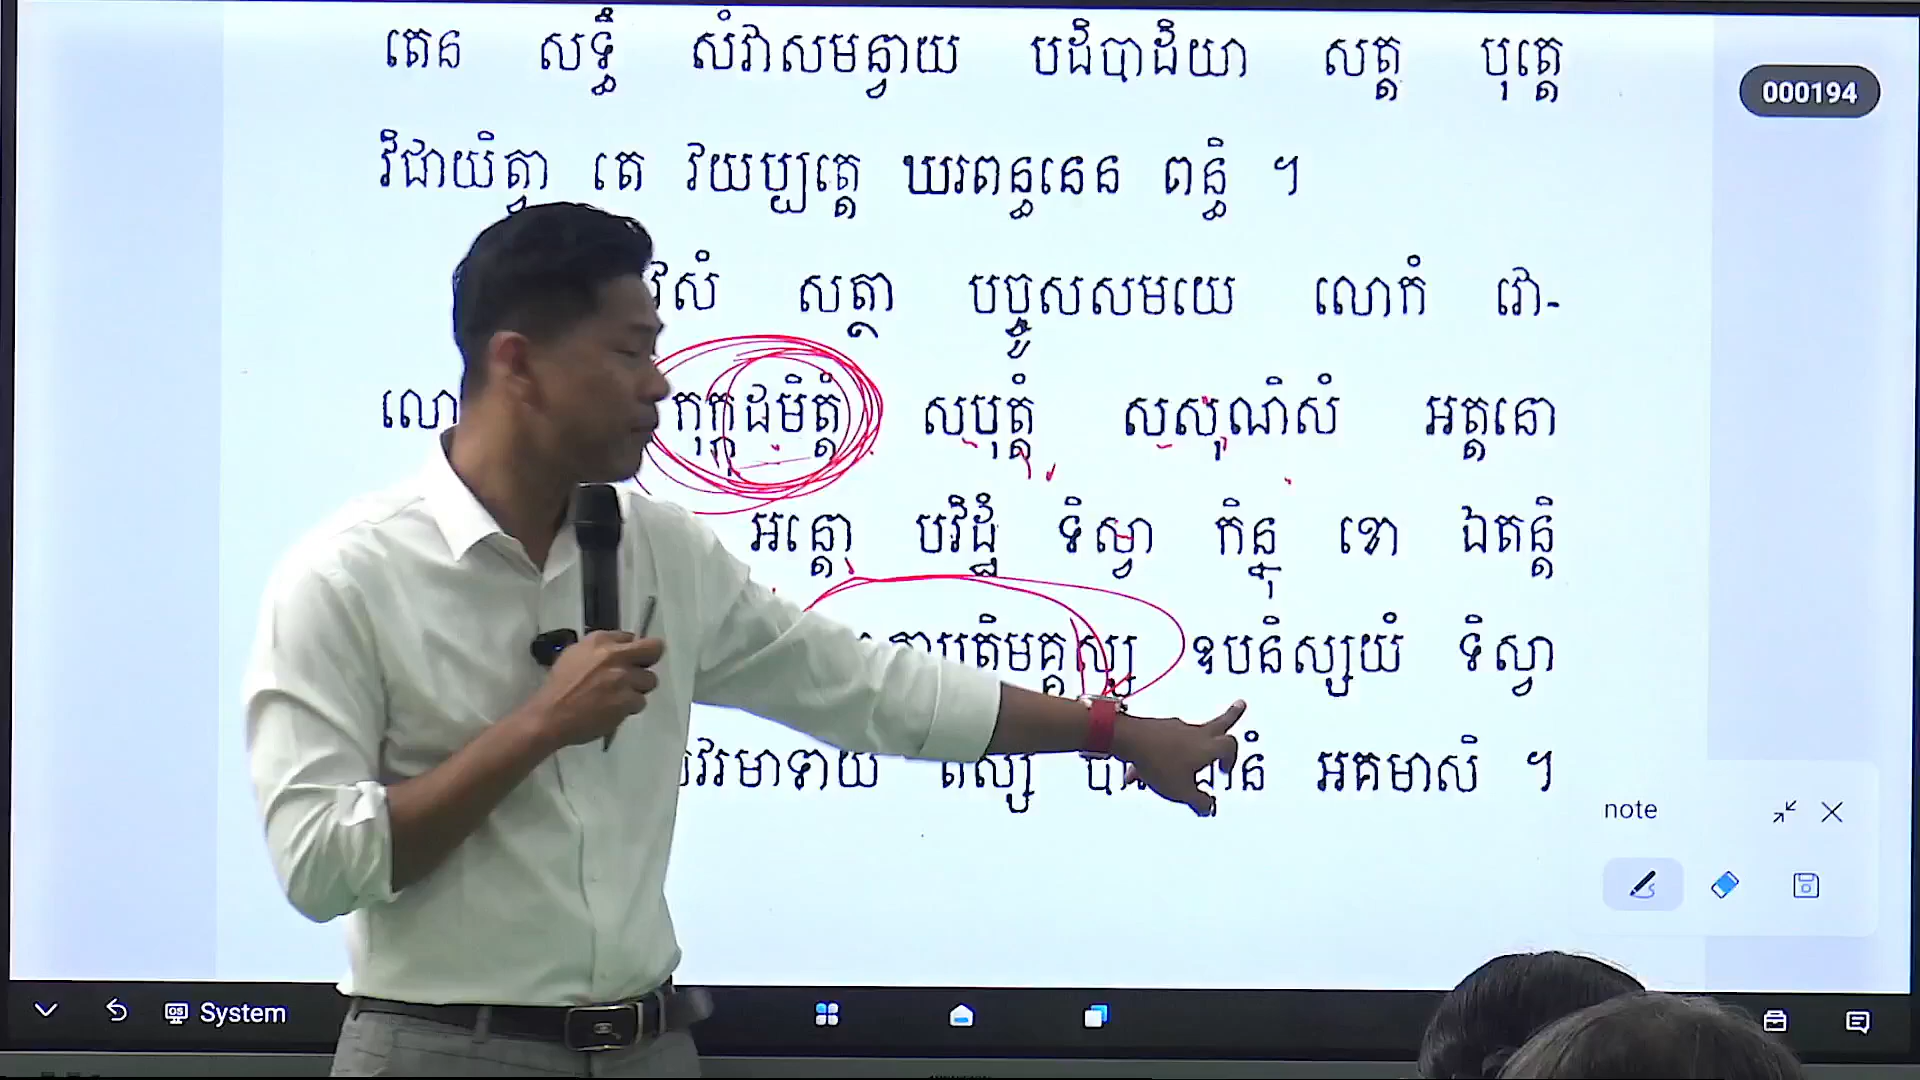 តេន សទ្ធឹ សំវាសមន្វាយ បដិបាដិយា សត្ត បុត្តេ
000194
វិជាយិត្វា តេ វយប្បត្តេ ឃរពន្ធនេន ពន្ធិ ។
សត្ថា បច្ចូសសមយេ លោកំ វោ-
កុក្កដមិត្តំ សបុត្តំ សសុណិសំ អត្តនោ
អន្តោ បវិដ្ឋំ ទិស្វា កិន្នុ ខោ ឯតន្តិ
ឧបនិស្សយំ ទិស្វា
អគមាសិ ។
note
System